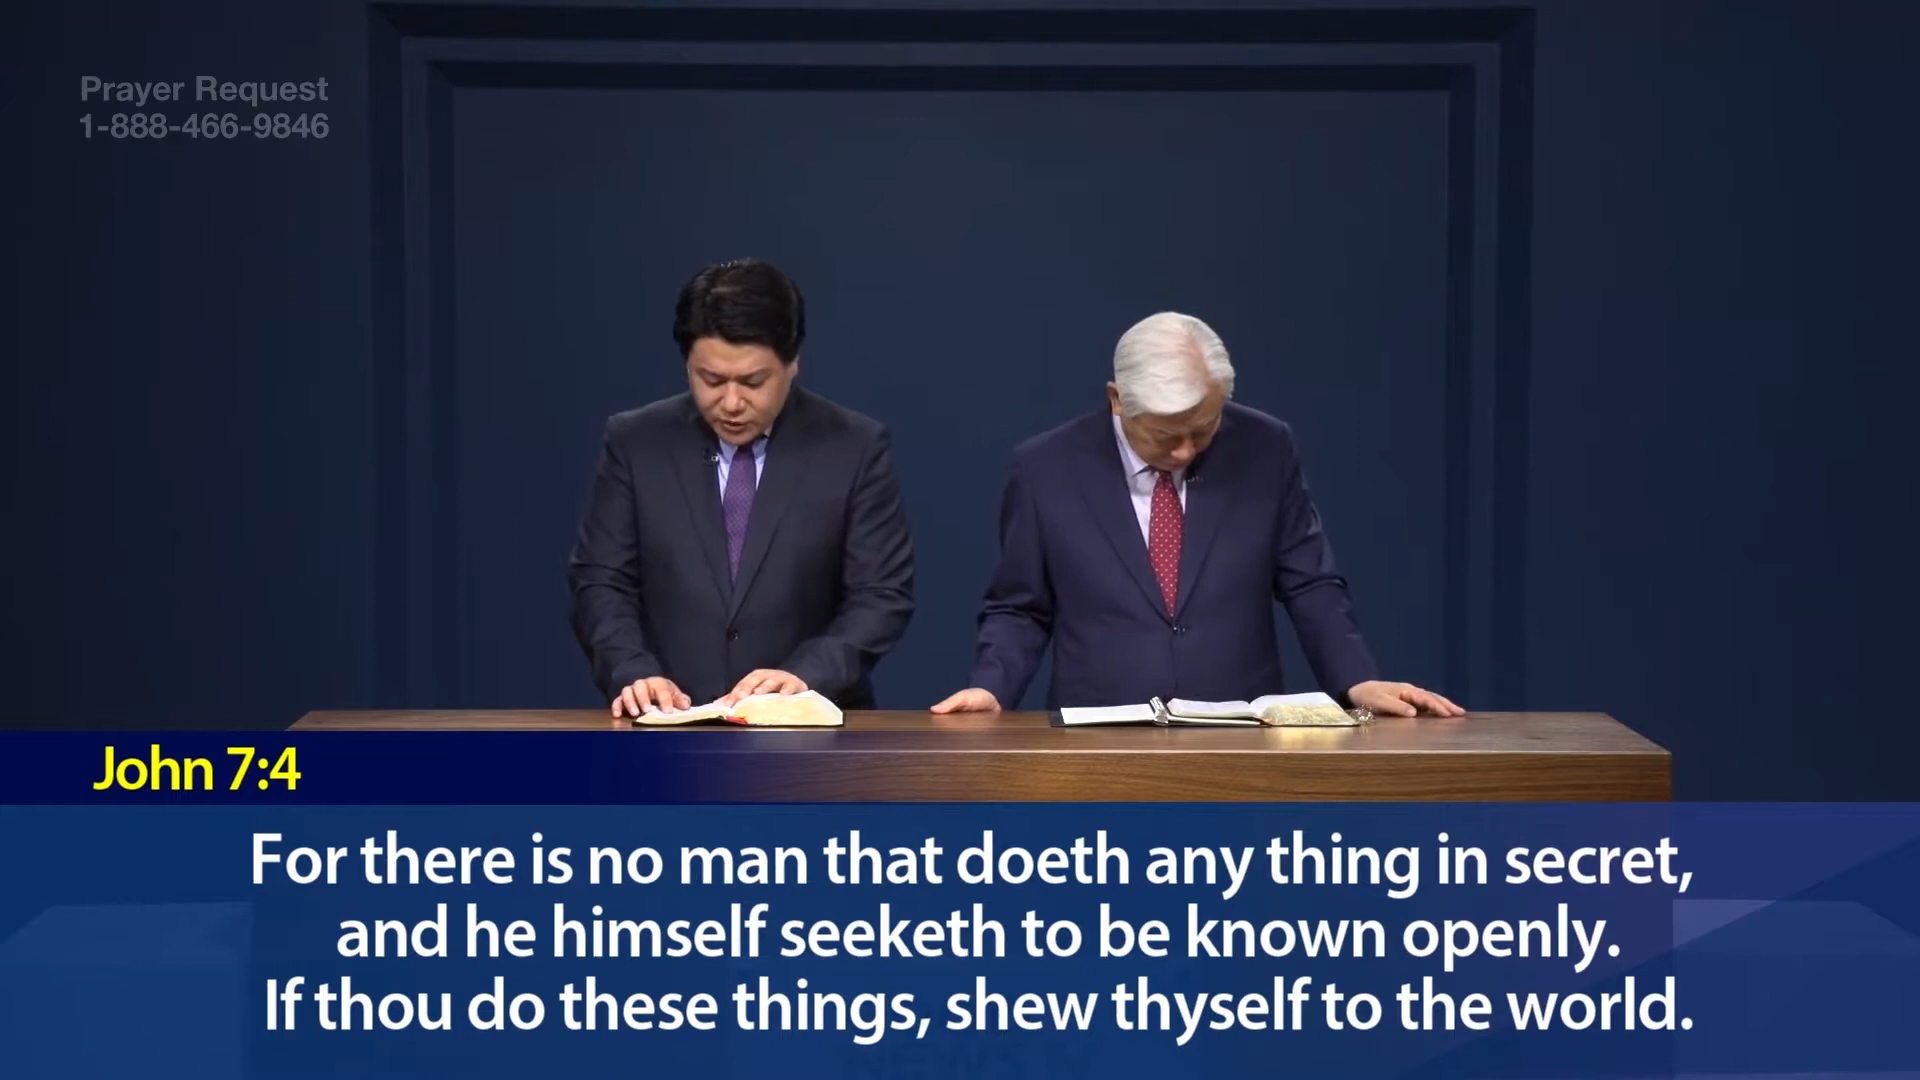 Prayer Request
1-888-466-9846
John 7:4
For there is no man that doeth any thing in secret,
and he himself seeketh to be known openly.
If thou do these things, shew thyself to the world.